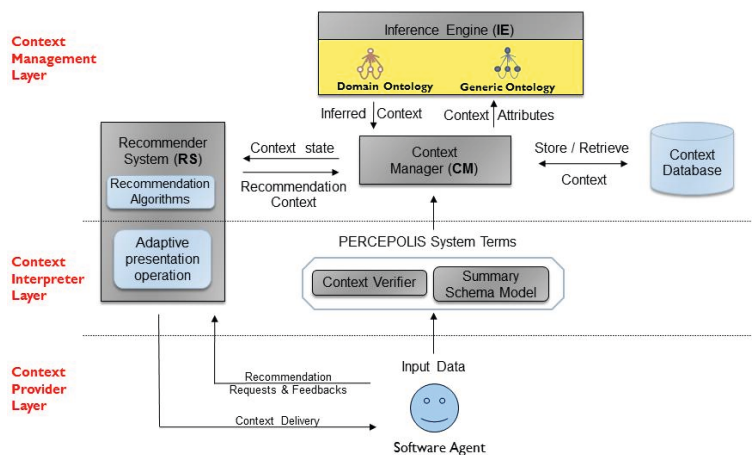 Context
Management
Layer
Inference Engine (IE)
Domain Ontology
Generic Ontology
Inferred Context
Context Attributes
Recommender
System (RS)
Recommendation
Algorithms
Context state
Recommendation
Context
Context
Manager (CM)
Store / Retrieve
Context
Context
Database
Context
Interpreter
Layer
Adaptive
presentation
operation
PERCEPOLIS System Terms
Context Verifier
Summary
Schema Model
Context
Provider
Layer
Input Data
Recommendation
Requests & Feedbacks
Context Delivery
Software Agent